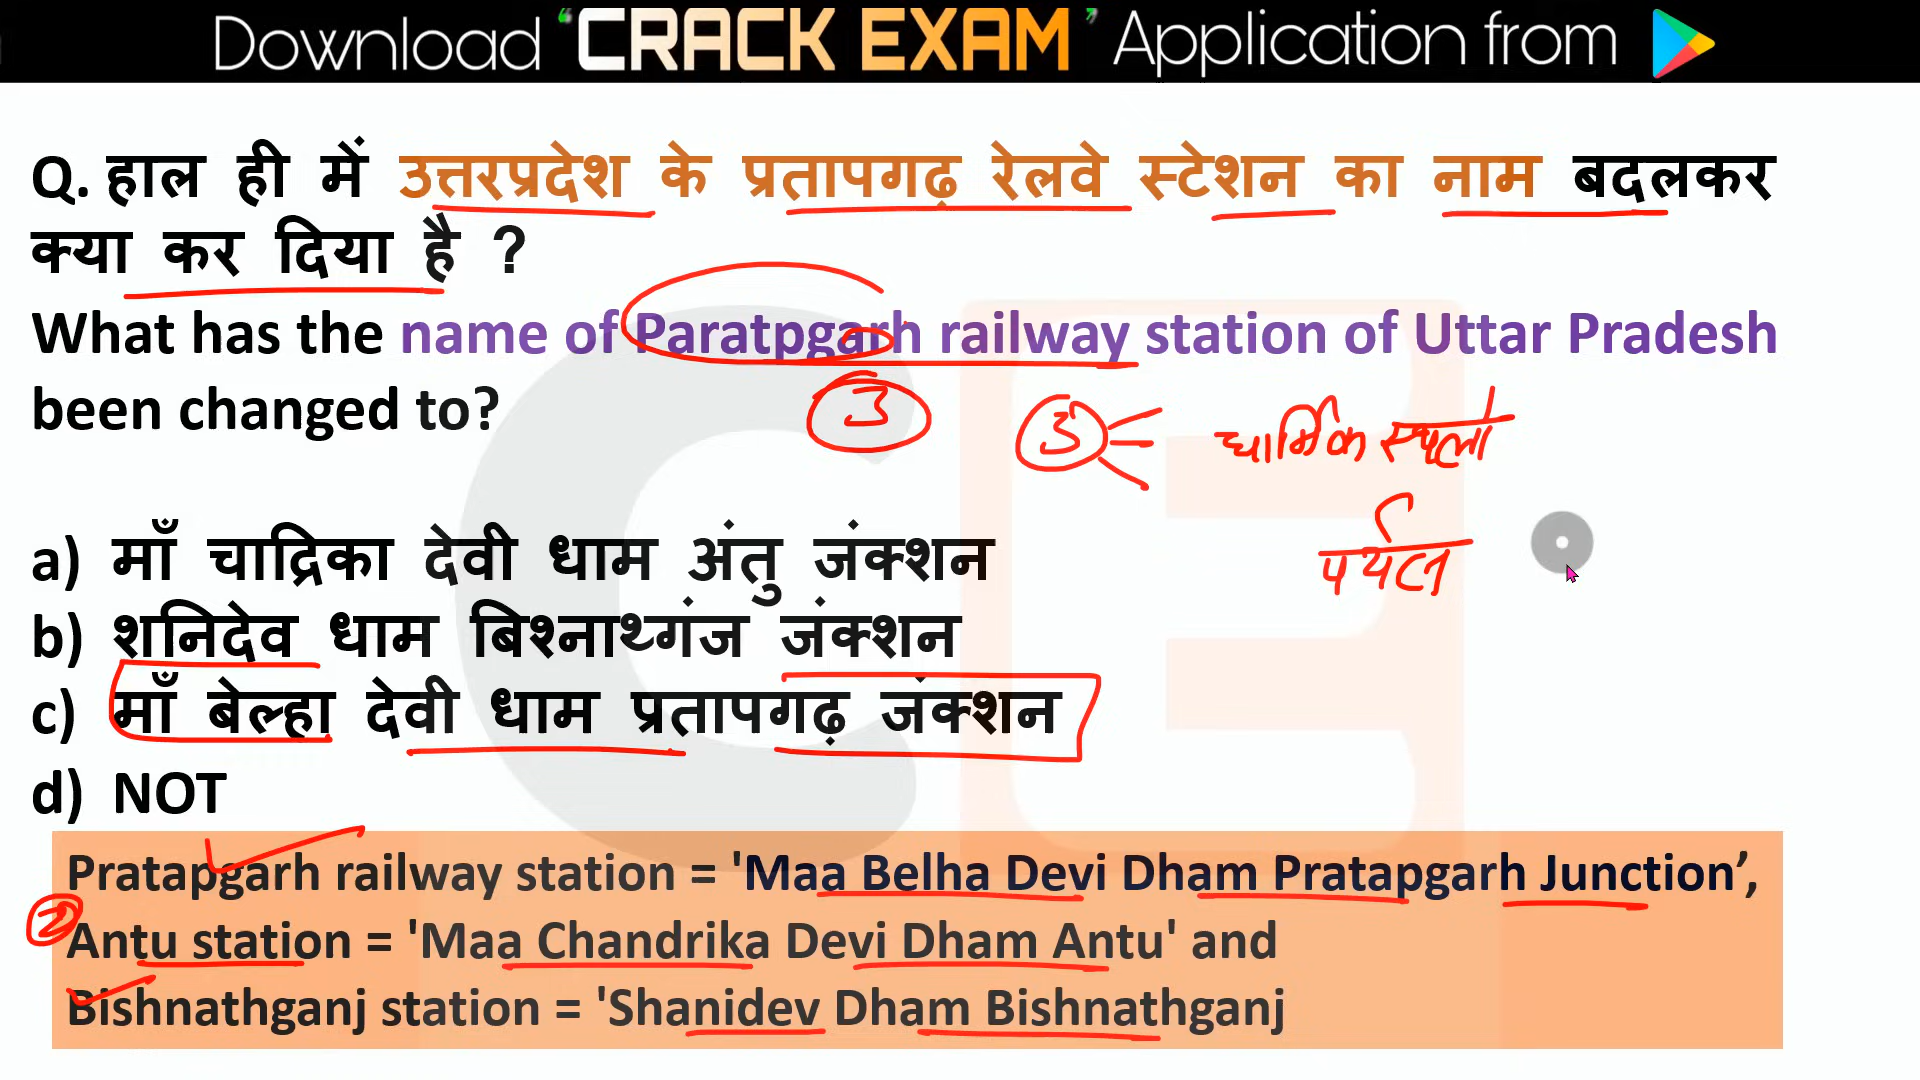 Download “CRACK EXAM” Application from
Q. हाल ही में उत्तरप्रदेश के प्रतापगढ़ रेलवे स्टेशन का नाम बदलकर
क्या कर दिया है ?
What has the name of Paratpgarh railway station of Uttar Pradesh
been changed to?
3 3 धार्मिक स्थलों
पर्यटन
a) माँ चाद्रिका देवी धाम अंतु जंक्शन
b) शनिदेव धाम बिश्नाथ्गंज जंक्शन
c) माँ बेल्हा देवी धाम प्रतापगढ़ जंक्शन
d) NOT
Pratapgarh railway station = 'Maa Belha Devi Dham Pratapgarh Junction’,
2 Antu station = 'Maa Chandrika Devi Dham Antu' and
Bishnathganj station = 'Shanidev Dham Bishnathganj